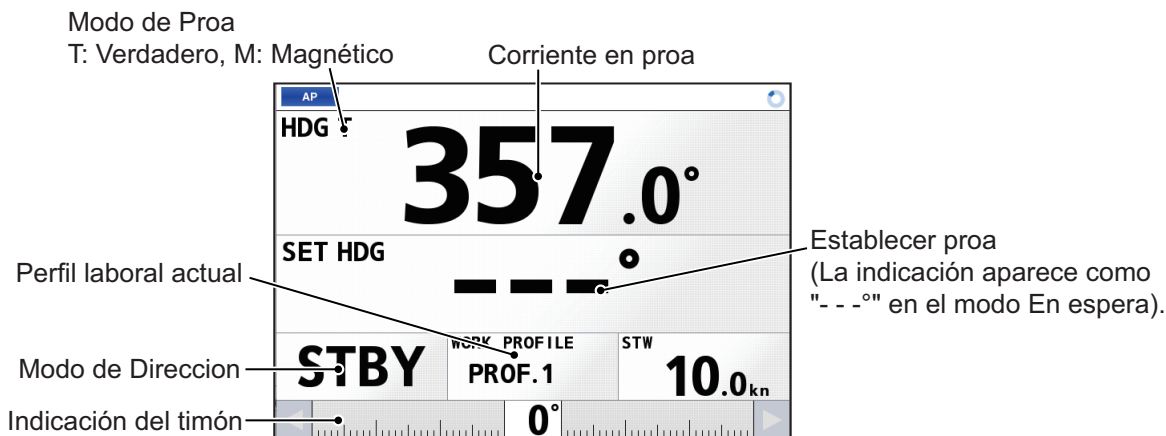 Modo de Proa
T: Verdadero, M: Magnético
Corriente en proa
AP
HDG T
357.0°
SET HDG
---°
Establecer proa
(La indicación aparece como
"- - -°" en el modo En espera).
Perfil laboral actual
Modo de Direccion
STBY
WORK PROFILE
PROF.1
STW
10.0kn
Indicación del timón
0°